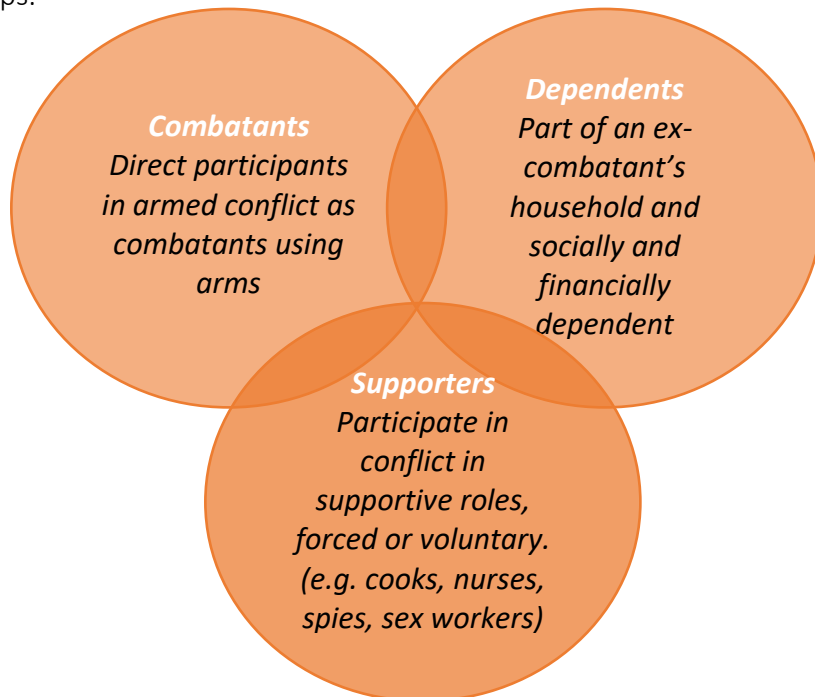 ps.
Combatants
Direct participants
in armed conflict as
combatants using
arms
Dependents
Part of an ex-
combatant’s
household and
socially and
financially
dependent
Supporters
Participate in
conflict in
supportive roles,
forced or voluntary.
(e.g. cooks, nurses,
spies, sex workers)